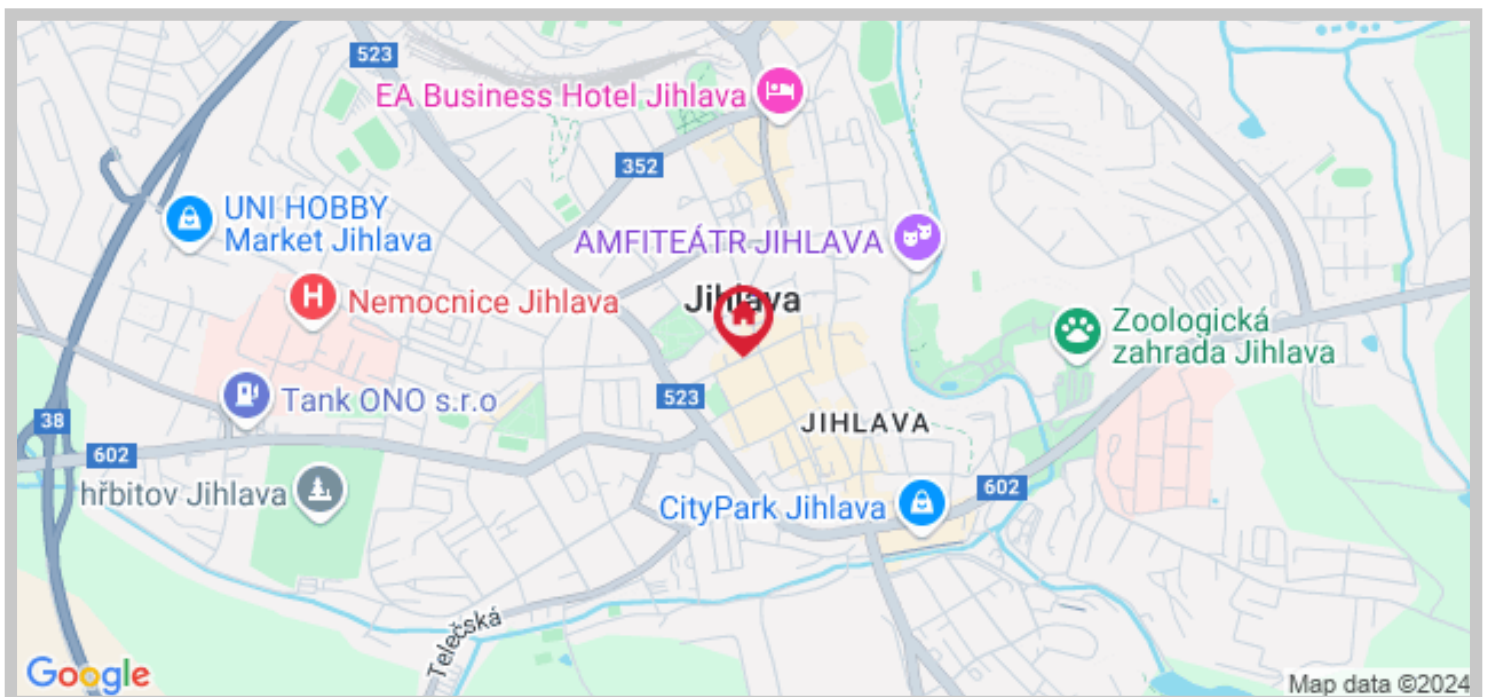 523
EA Business Hotel Jihlava
352
UNI HOBBY
Market Jihlava
AMFITEÁTR JIHLAVA
Nemocnice Jihlava
Jihlava
Zoologická
zahrada Jihlava
Tank ONO s.r.o
523
38
JIHLAVA
602
hřbitov Jihlava
602
CityPark Jihlava
Telečská
Google
Map data ©2024